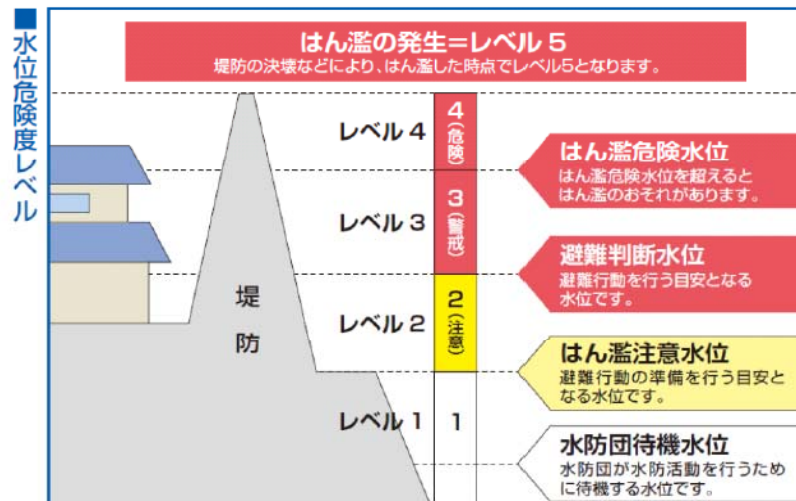 ■水位危険度レベル
はん濫の発生=レベル5
堤防の決壊などにより、はん濫した時点でレベル5となります。
レベル4
4(危険)
はん濫危険水位
はん濫危険水位を超えると
はん濫のおそれがあります。
レベル3
3(警戒)
避難判断水位
避難行動を行う目安となる
水位です。
堤防
レベル2
2(注意)
はん濫注意水位
避難行動の準備を行う目安と
なる水位です。
レベル1
1
水防団待機水位
水防団が水防活動を行うため
に待機する水位です。